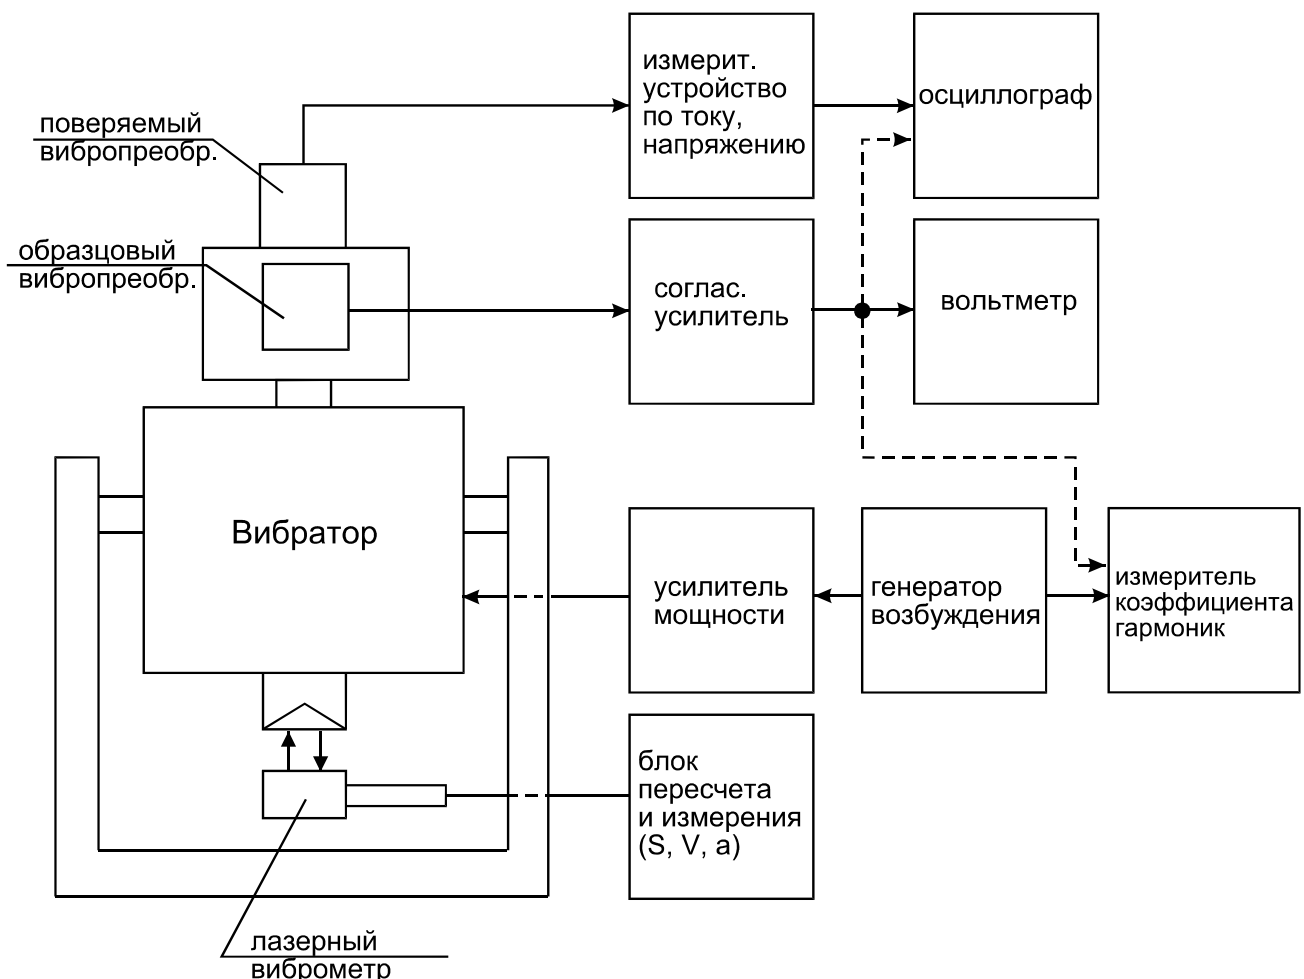 измерит.
устройство
по току,
напряжению
осциллограф
поверяемый
вибропреобр.
образцовый
вибропреобр.
соглас.
усилитель
вольтметр
Вибратор
усилитель
мощности
генератор
возбуждения
измеритель
коэффициента
гармоник
блок
пересчета
и измерения
(S, V, a)
лазерный
виброметр